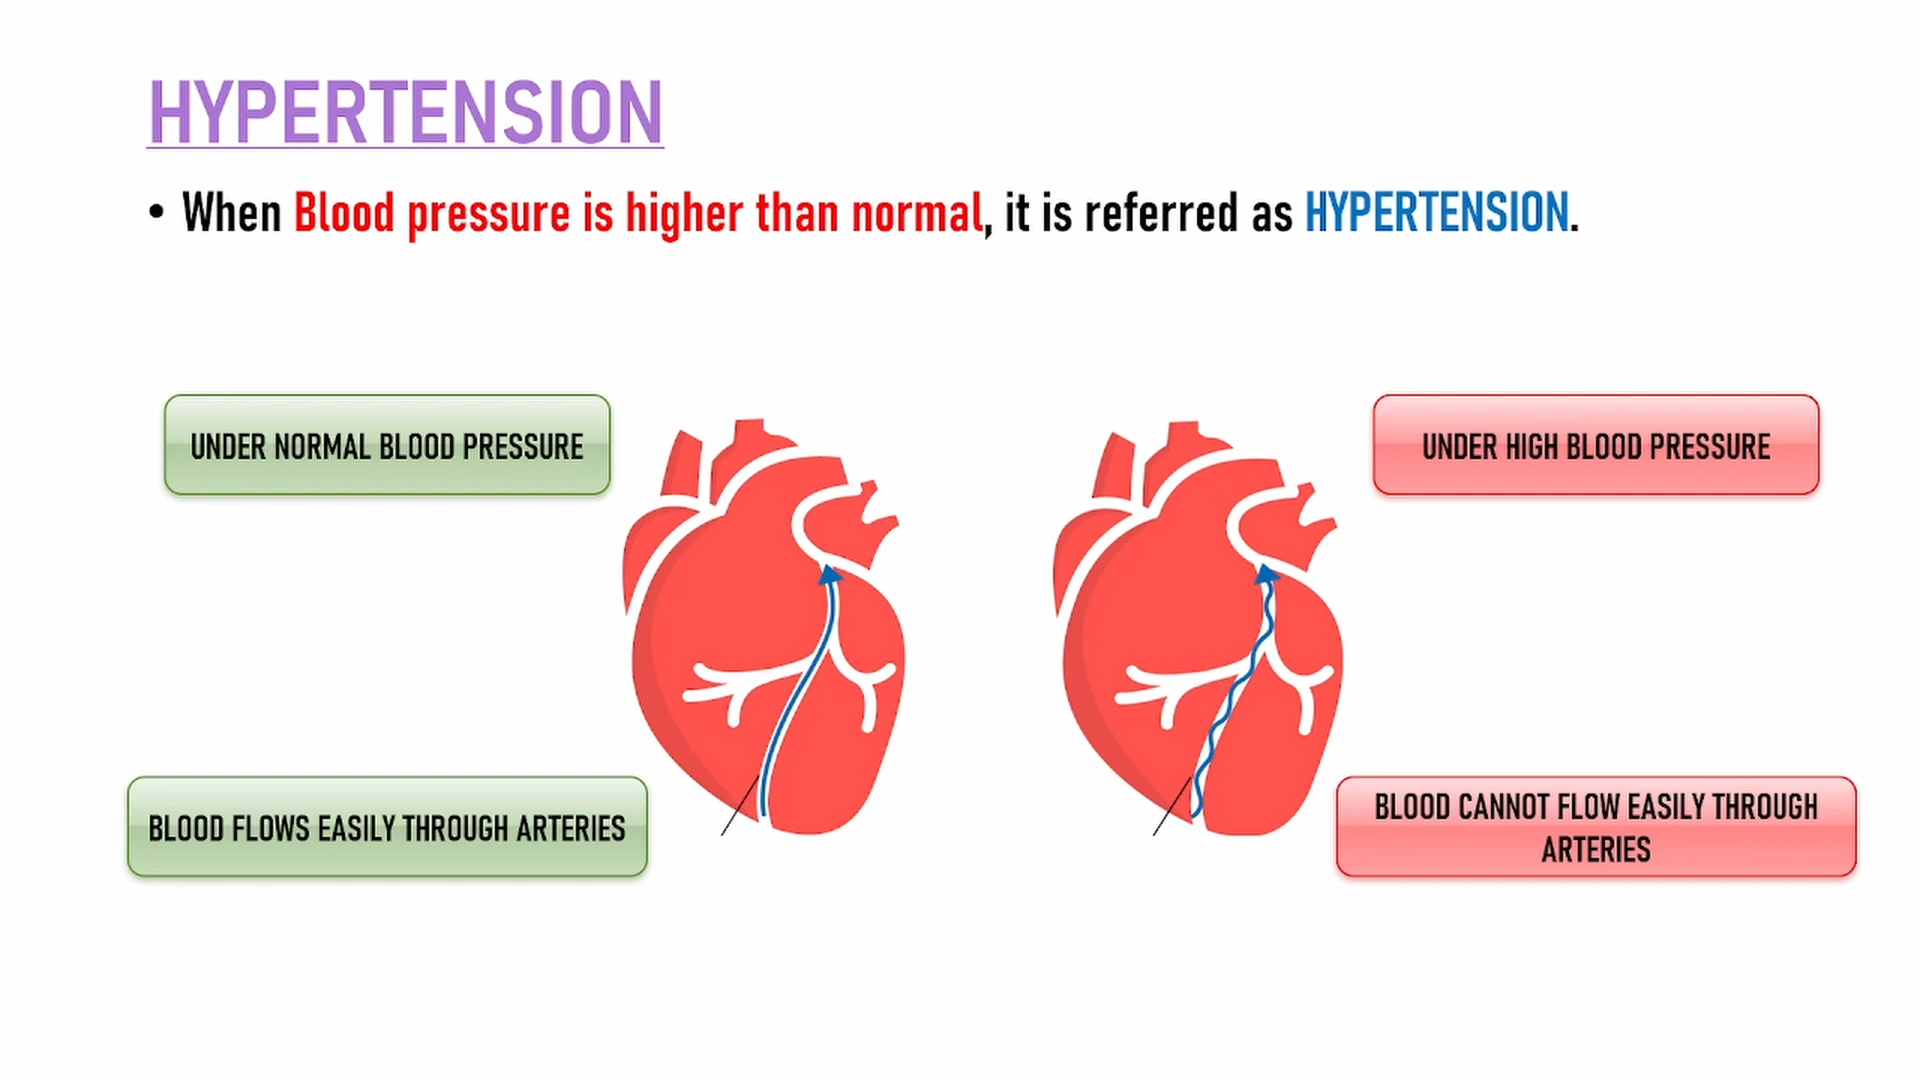 HYPERTENSION
• When Blood pressure is higher than normal, it is referred as HYPERTENSION.
UNDER NORMAL BLOOD PRESSURE
UNDER HIGH BLOOD PRESSURE
BLOOD FLOWS EASILY THROUGH ARTERIES
BLOOD CANNOT FLOW EASILY THROUGH
ARTERIES